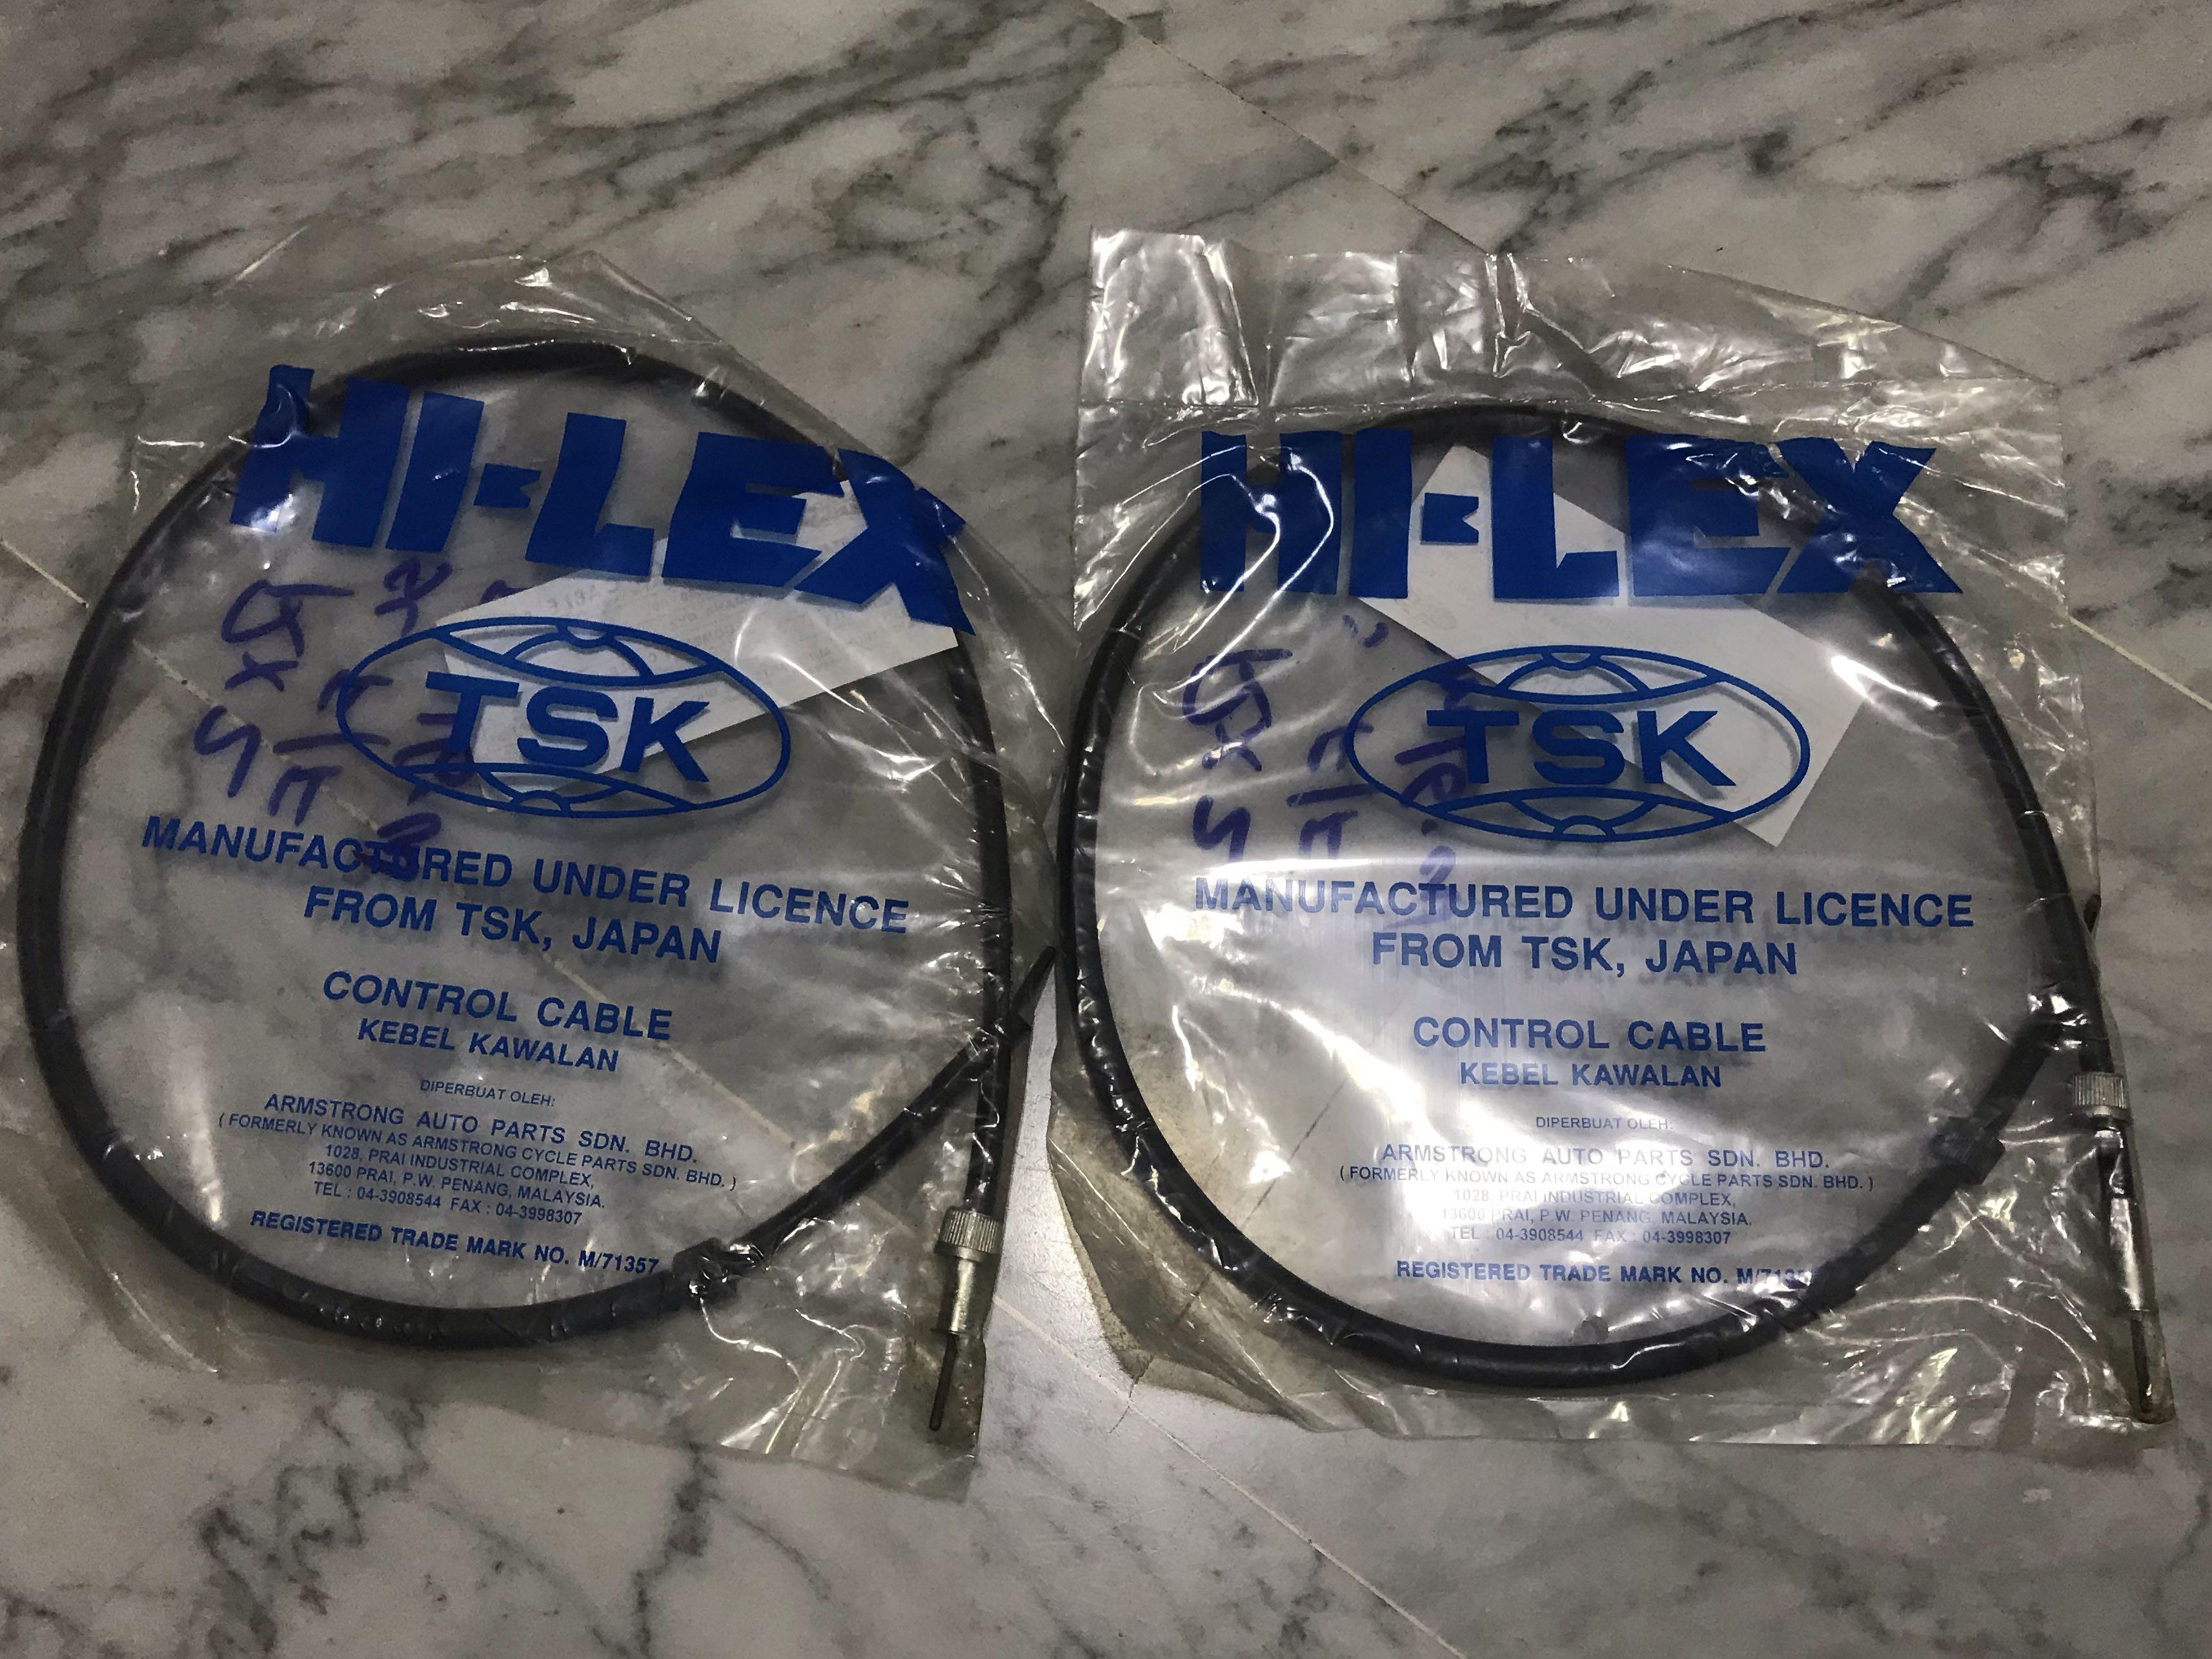 HI-LEX
TSK
MANUFACTURED UNDER LICENCE
FROM TSK, JAPAN
CONTROL CABLE
KEBEL KAWALAN
DIPERBUAT OLEH:
ARMSTRONG AUTO PARTS SDN. BHD.
( FORMERLY KNOWN AS ARMSTRONG CYCLE PARTS SDN. BHD. )
1028, PRAI INDUSTRIAL COMPLEX,
13600 PRAI, P.W. PENANG, MALAYSIA.
TEL : 04-3908544 FAX : 04-3998307
REGISTERED TRADE MARK NO. M/71357
HI-LEX
TSK
MANUFACTURED UNDER LICENCE
FROM TSK, JAPAN
CONTROL CABLE
KEBEL KAWALAN
DIPERBUAT OLEH:
ARMSTRONG AUTO PARTS SDN. BHD.
( FORMERLY KNOWN AS ARMSTRONG CYCLE PARTS SDN. BHD. )
1028, PRAI INDUSTRIAL COMPLEX,
13600 PRAI, P.W. PENANG, MALAYSIA.
TEL : 04-3908544 FAX : 04-3998307
REGISTERED TRADE MARK NO.